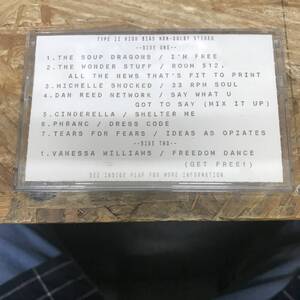 TYPE II HIGH BIAS NON-DOLBY STEREO
--SIDE ONE--
1.THE SOUP DRAGONS / I'M FREE
2.THE WONDER STUFF / ROOM 512,
ALL THE NEWS THAT'S FIT TO PRINT
3.MICHELLE SHOCKED / 33 RPM SOUL
4.DAN REED NETWORK / SAY WHAT U
GOT TO SAY (MIX IT UP)
5.CINDERELLA / SHELTER ME
6.PHRANC / DRESS CODE
7.TEARS FOR FEARS / IDEAS AS OPIATES
--SIDE TWO--
1.VANESSA WILLIAMS / FREEDOM DANCE
(GET FREE!)
SEE INSIDE FLAP FOR MORE INFORMATION